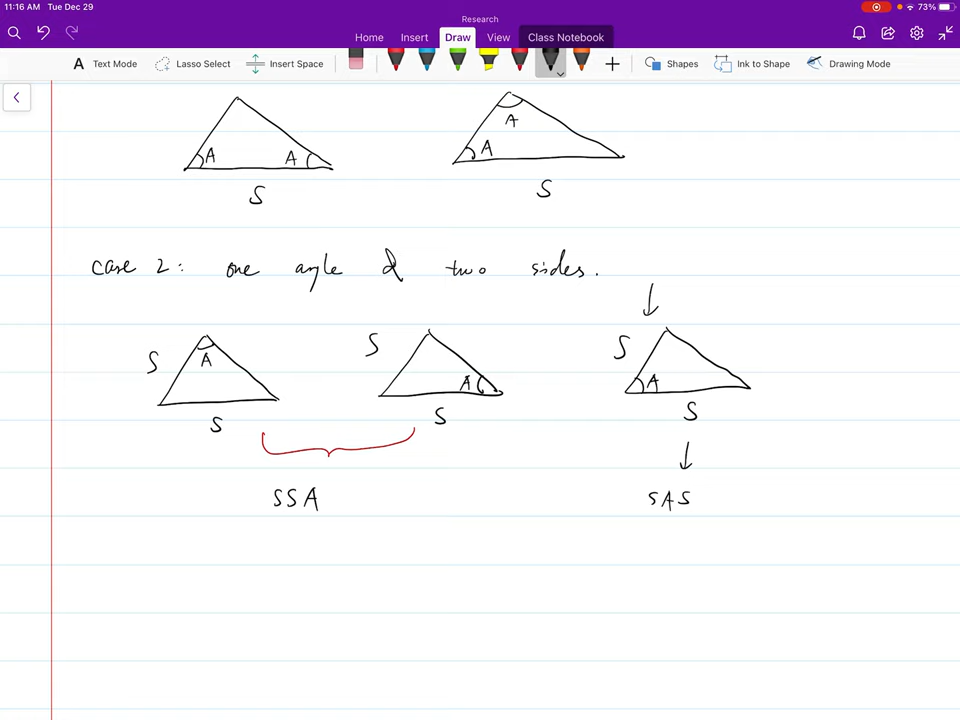 11:16 AM Tue Dec 29
73%
Research
Home Insert Draw View Class Notebook
A Text Mode Lasso Select Insert Space Shapes Ink to Shape Drawing Mode
A A
S
A
A
S
case 2: one angle & two sides.
S A
S
S A
S
S A
S
SSA
SAS